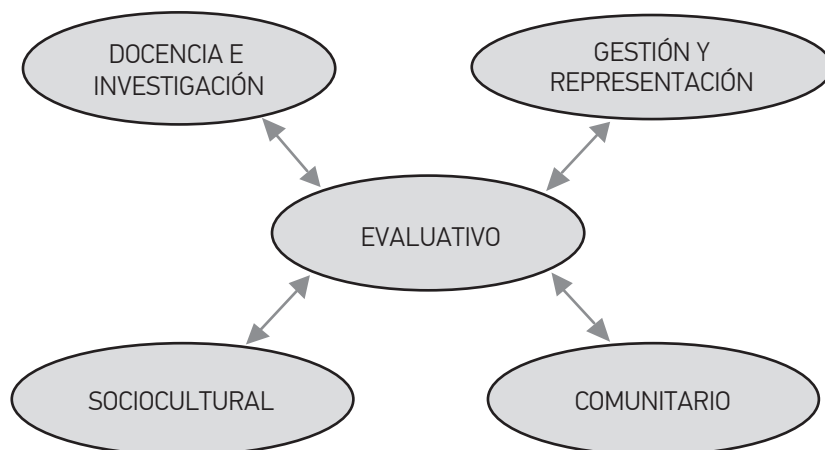 DOCENCIA E
INVESTIGACIÓN
GESTIÓN Y
REPRESENTACIÓN
EVALUATIVO
SOCIOCULTURAL
COMUNITARIO